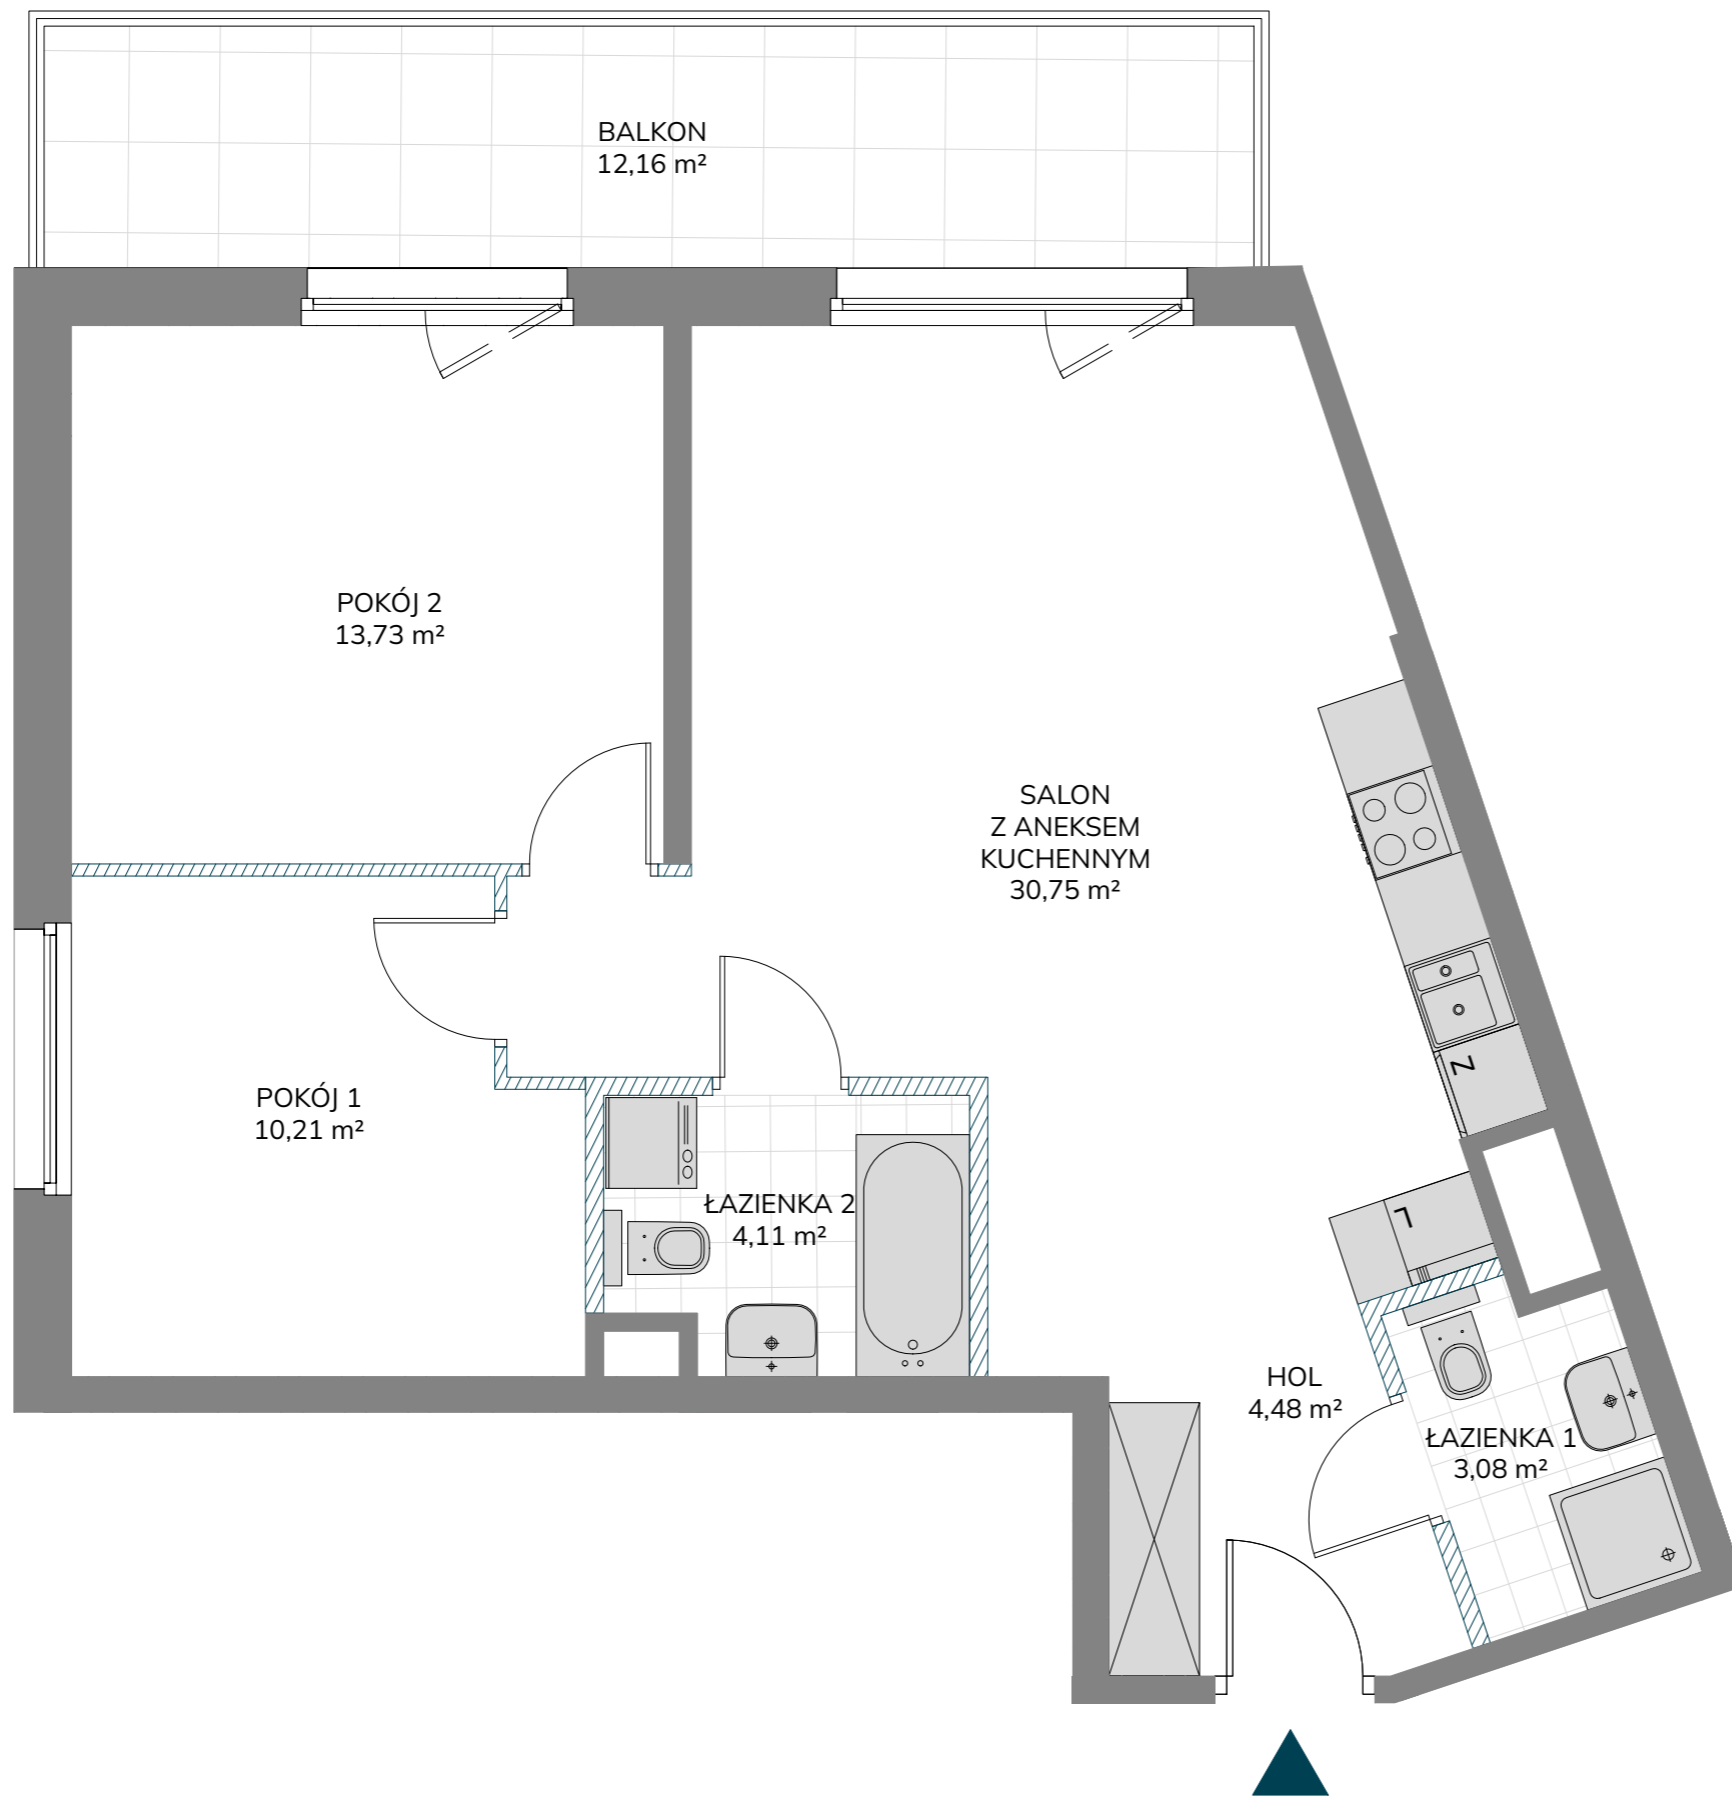 BALKON
12,16 m²
POKÓJ 2
13,73 m²
SALON
Z ANEKSEM
KUCHENNYM
30,75 m²
Z
POKÓJ 1
10,21 m²
ŁAZIENKA 2
4,11 m²
L
HOL
4,48 m²
ŁAZIENKA 1
3,08 m²